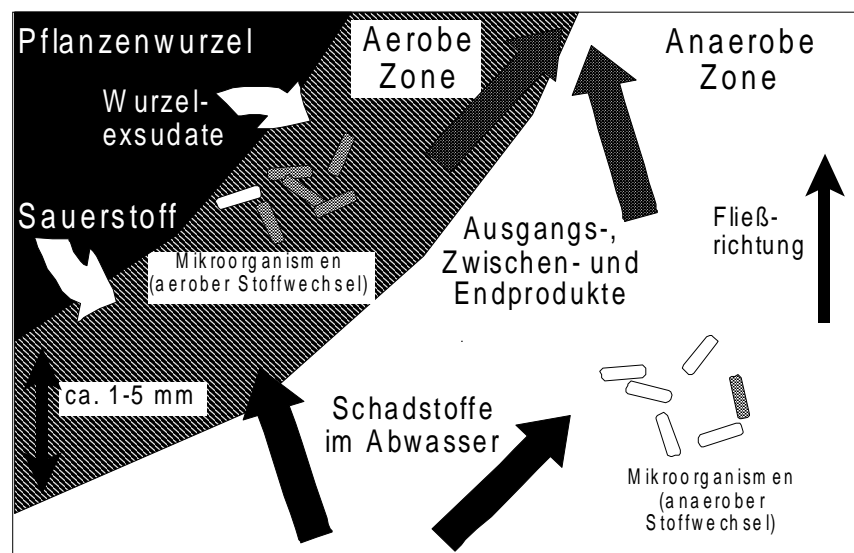 Pflanzenwurzel
Aerobe
Zone
Anaerobe
Zone
Wurzel-
exsudate
Sauerstoff
Mikroorganismen
(aerober Stoffwechsel)
Ausgangs-,
Zwischen- und
Endprodukte
Fließ-
richtung
ca. 1-5 mm
Schadstoffe
im Abwasser
Mikroorganismen
(anaerober
Stoffwechsel)